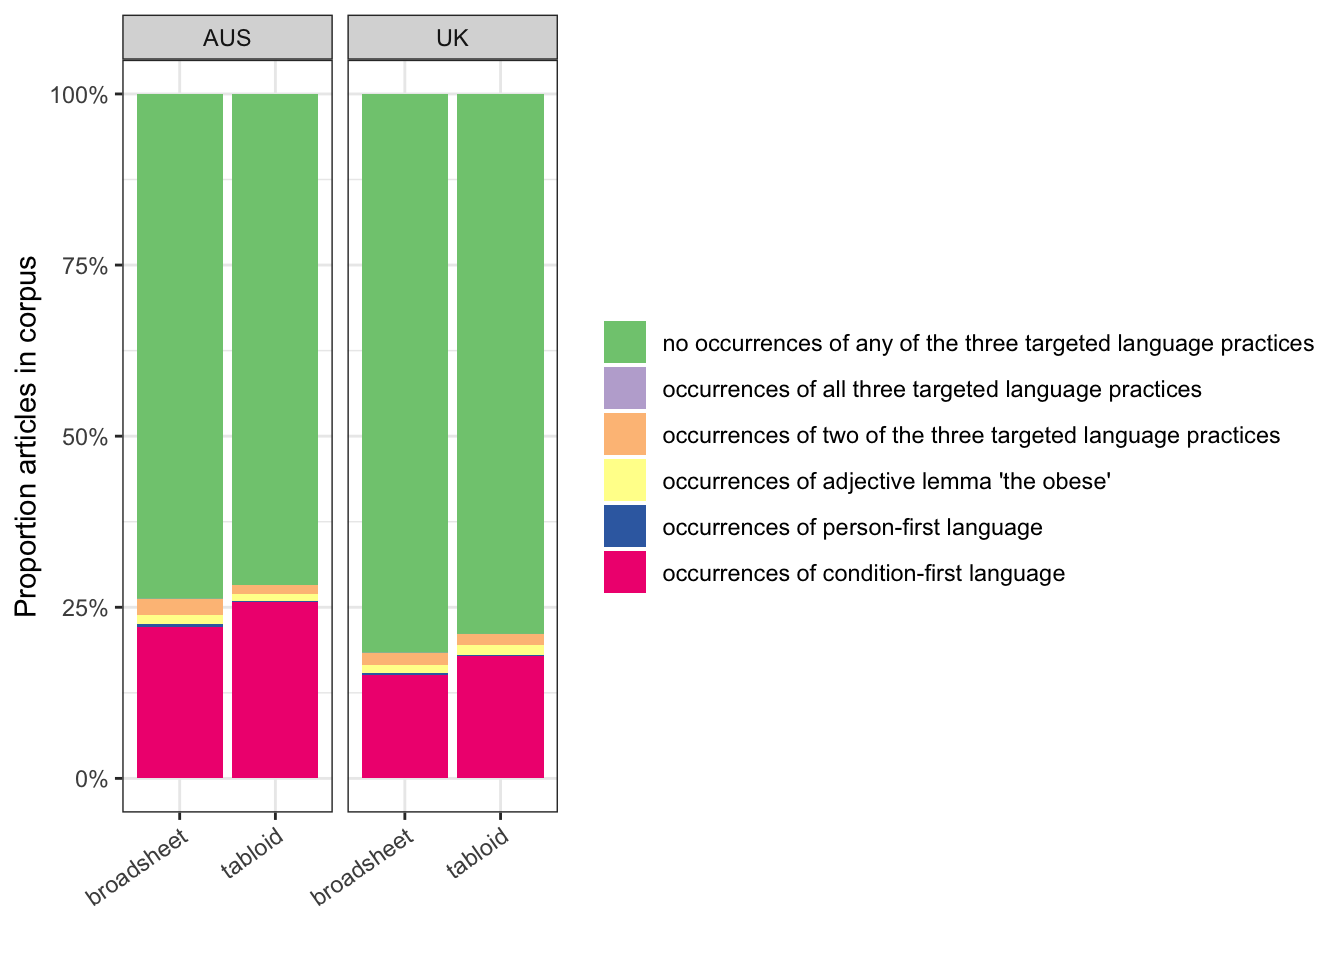 AUS
UK
Proportion articles in corpus
100%
75%
50%
25%
0%
broadsheet
tabloid
broadsheet
tabloid
no occurrences of any of the three targeted language practices
occurrences of all three targeted language practices
occurrences of two of the three targeted language practices
occurrences of adjective lemma 'the obese'
occurrences of person-first language
occurrences of condition-first language